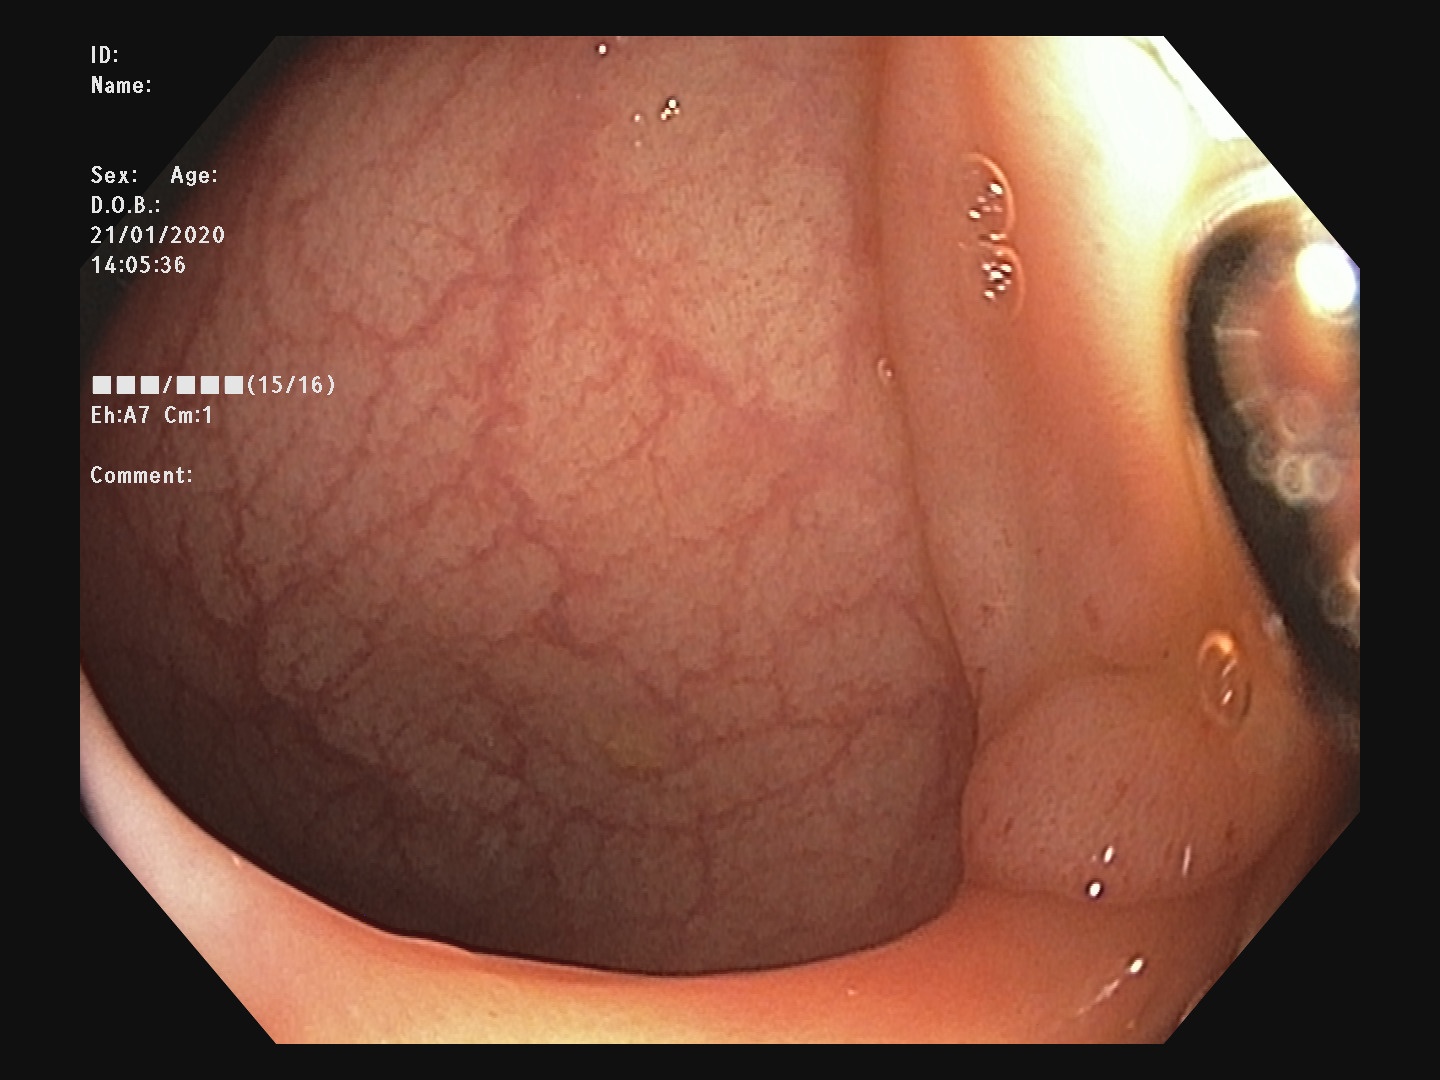 ID:
Name:
Sex: Age:
D.O.B.:
21/01/2020
14:05:36
■■■/■■■(15/16)
Eh:A7 Cm:1
Comment: